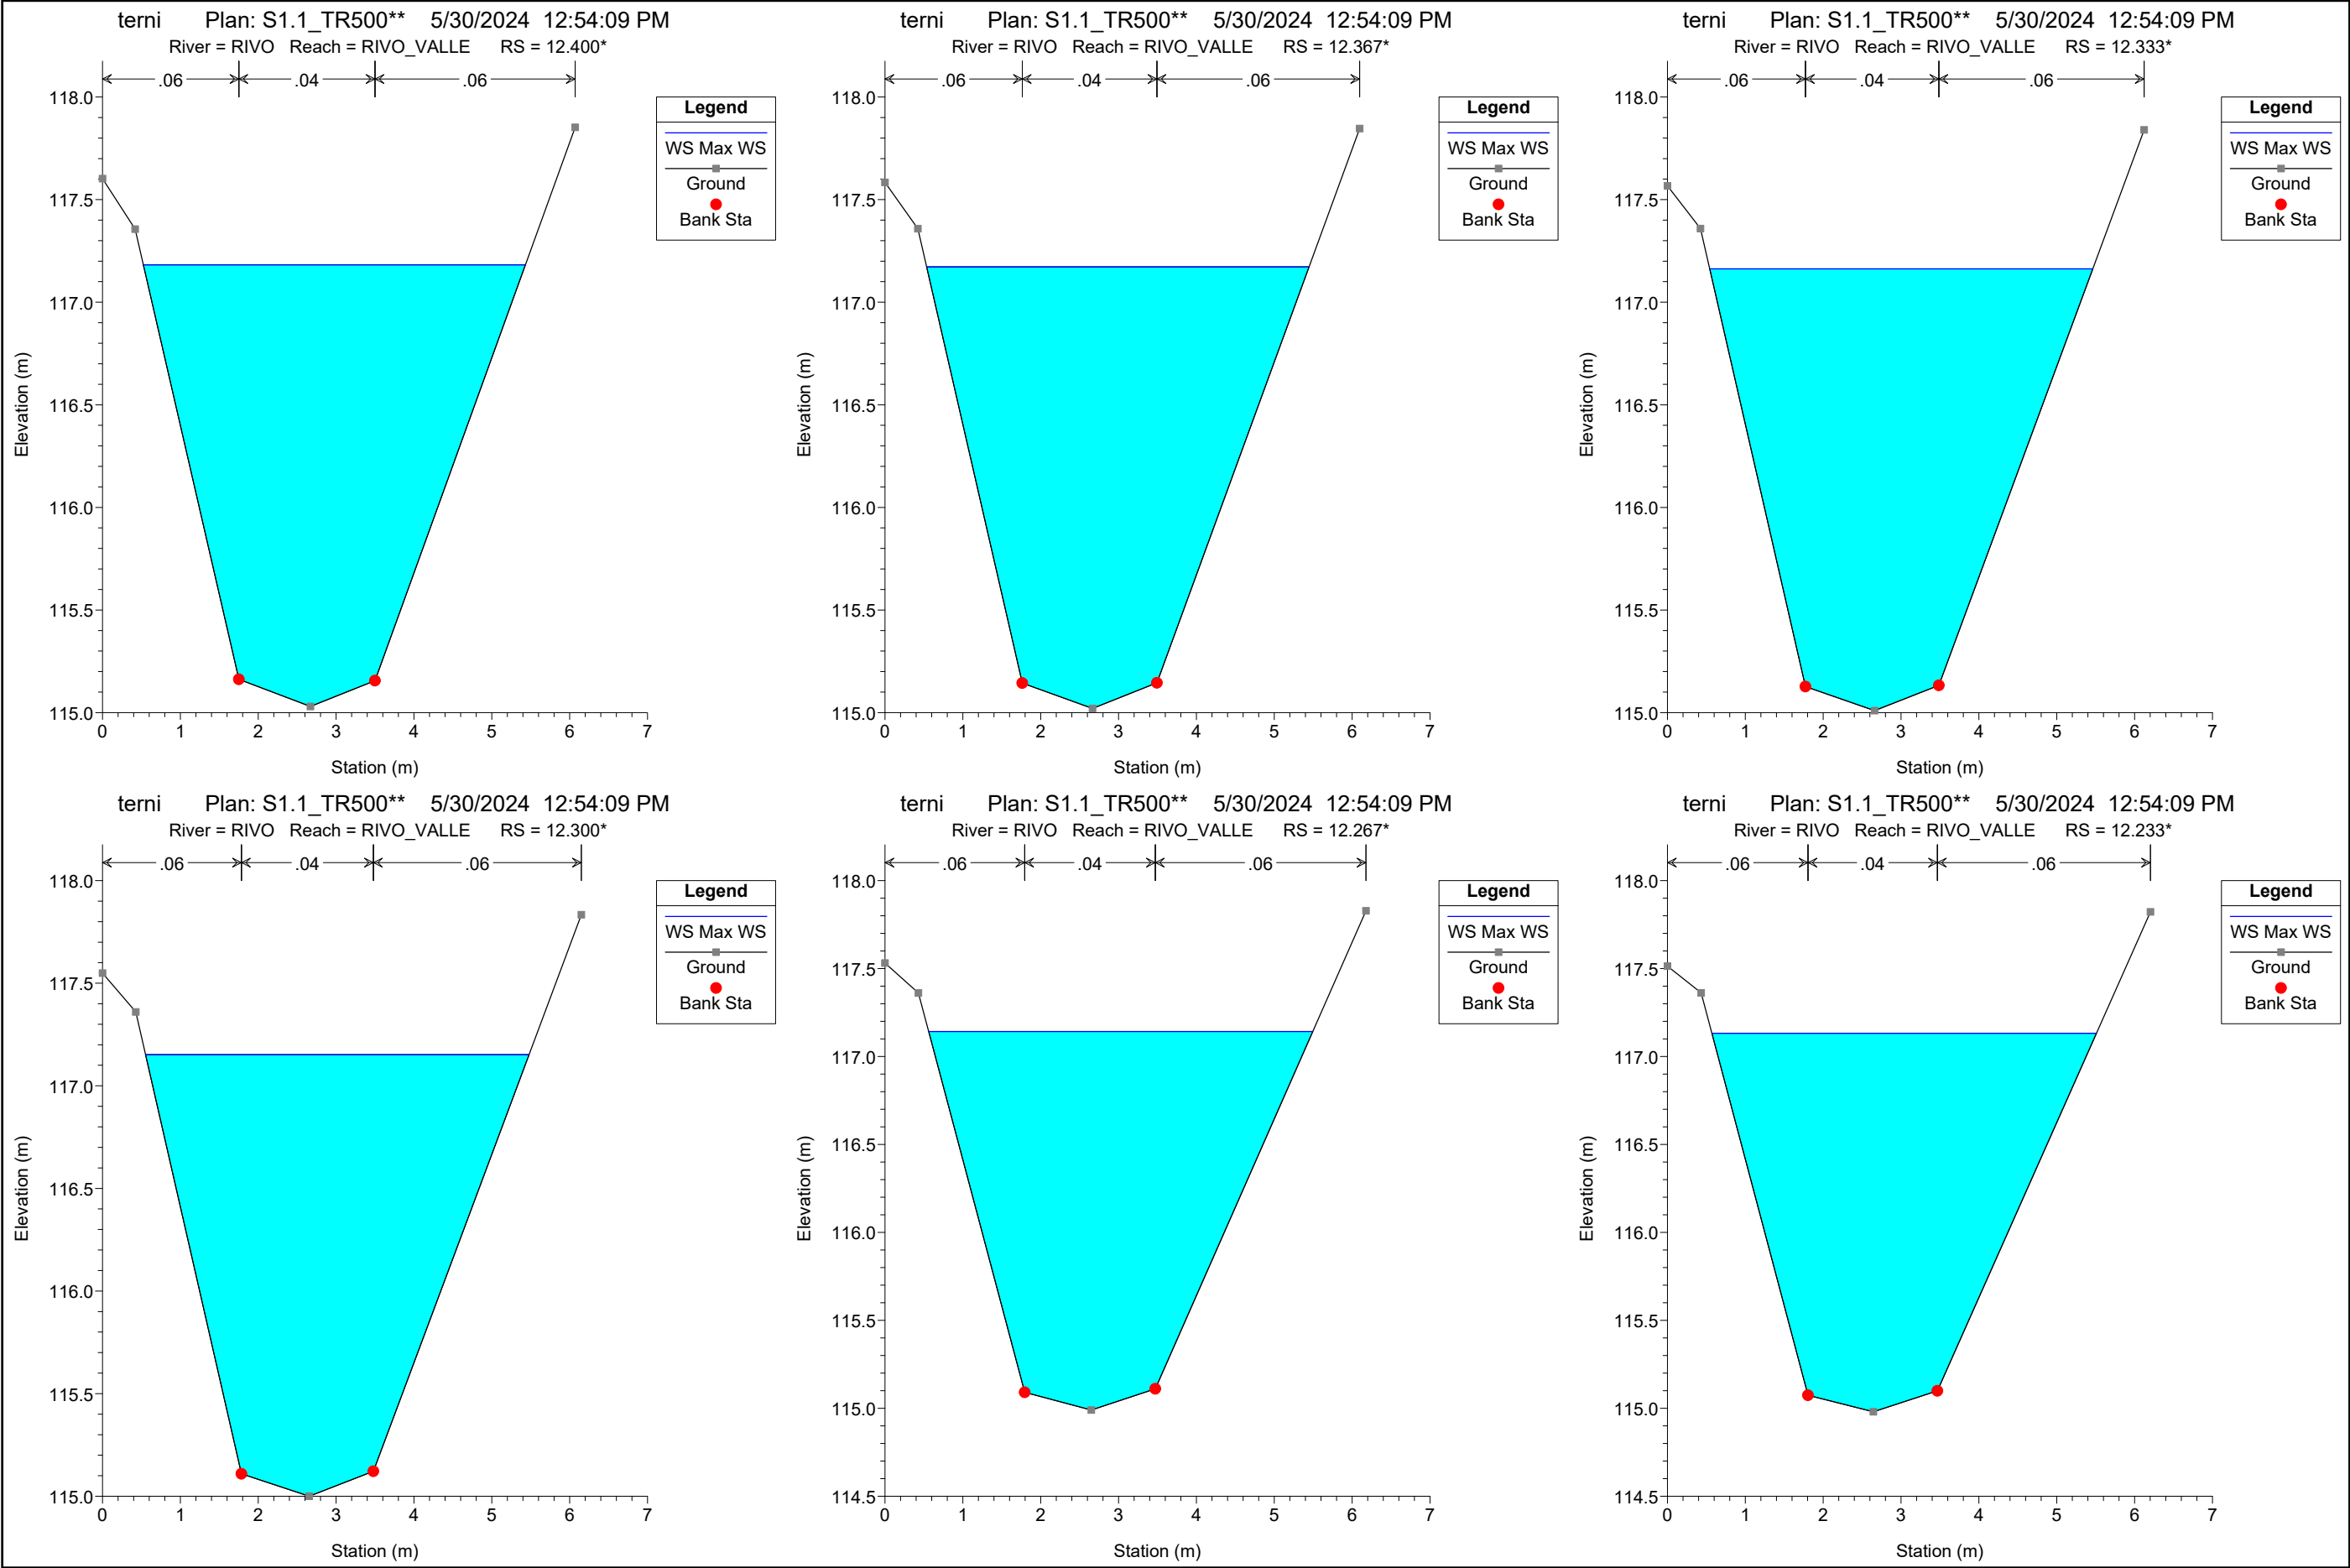 terni Plan: S1.1_TR500** 5/30/2024 12:54:09 PM
River = RIVO Reach = RIVO_VALLE RS = 12.400*
.06 .04 .06
118.0
117.5
117.0
116.5
116.0
115.5
115.0
0 1 2 3 4 5 6 7
Station (m)
Elevation (m)
Legend
WS Max WS
Ground
Bank Sta
terni Plan: S1.1_TR500** 5/30/2024 12:54:09 PM
River = RIVO Reach = RIVO_VALLE RS = 12.367*
.06 .04 .06
118.0
117.5
117.0
116.5
116.0
115.5
115.0
0 1 2 3 4 5 6 7
Station (m)
Elevation (m)
Legend
WS Max WS
Ground
Bank Sta
terni Plan: S1.1_TR500** 5/30/2024 12:54:09 PM
River = RIVO Reach = RIVO_VALLE RS = 12.333*
.06 .04 .06
118.0
117.5
117.0
116.5
116.0
115.5
115.0
0 1 2 3 4 5 6 7
Station (m)
Elevation (m)
Legend
WS Max WS
Ground
Bank Sta
terni Plan: S1.1_TR500** 5/30/2024 12:54:09 PM
River = RIVO Reach = RIVO_VALLE RS = 12.300*
.06 .04 .06
118.0
117.5
117.0
116.5
116.0
115.5
115.0
0 1 2 3 4 5 6 7
Station (m)
Elevation (m)
Legend
WS Max WS
Ground
Bank Sta
terni Plan: S1.1_TR500** 5/30/2024 12:54:09 PM
River = RIVO Reach = RIVO_VALLE RS = 12.267*
.06 .04 .06
118.0
117.5
117.0
116.5
116.0
115.5
115.0
114.5
0 1 2 3 4 5 6 7
Station (m)
Elevation (m)
Legend
WS Max WS
Ground
Bank Sta
terni Plan: S1.1_TR500** 5/30/2024 12:54:09 PM
River = RIVO Reach = RIVO_VALLE RS = 12.233*
.06 .04 .06
118.0
117.5
117.0
116.5
116.0
115.5
115.0
114.5
0 1 2 3 4 5 6 7
Station (m)
Elevation (m)
Legend
WS Max WS
Ground
Bank Sta